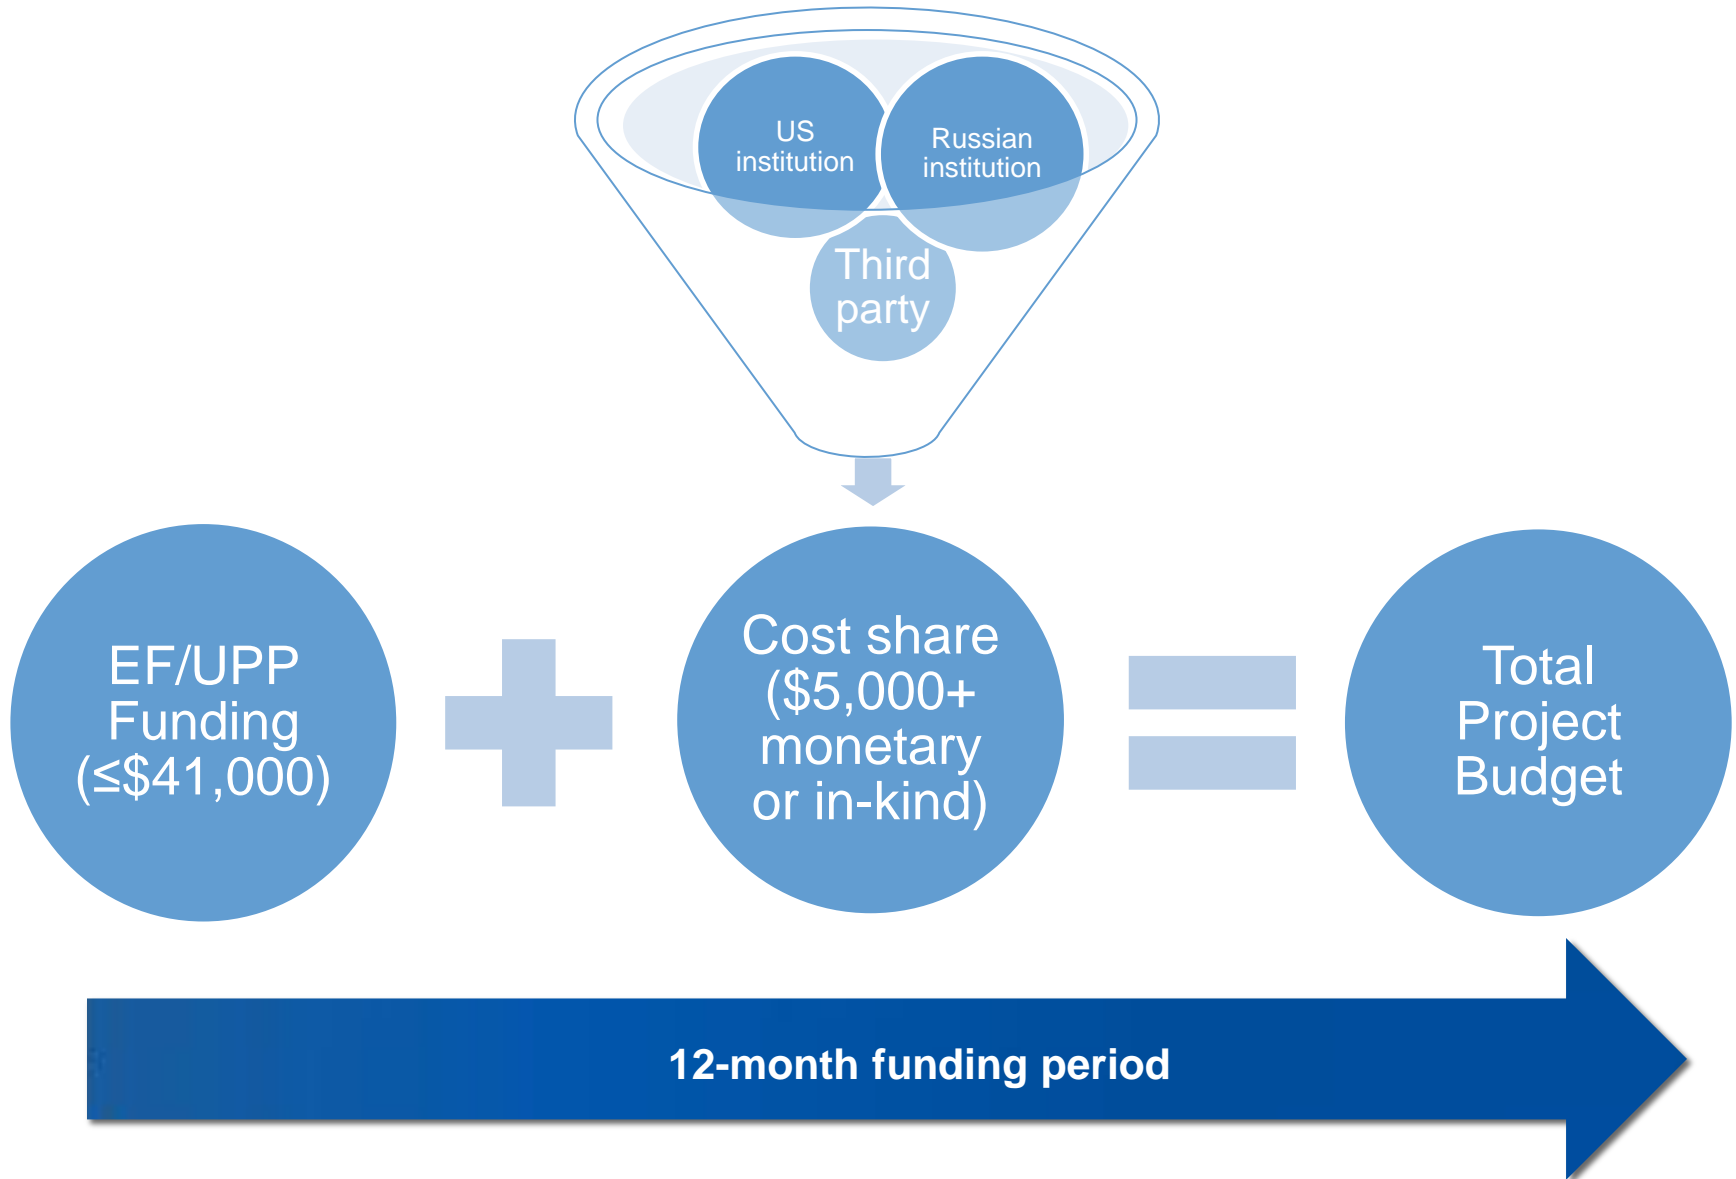 US
institution
Russian
institution
Third
party
EF/UPP
Funding
(≤$41,000)
Cost share
($5,000+
monetary
or in-kind)
Total
Project
Budget
12-month funding period